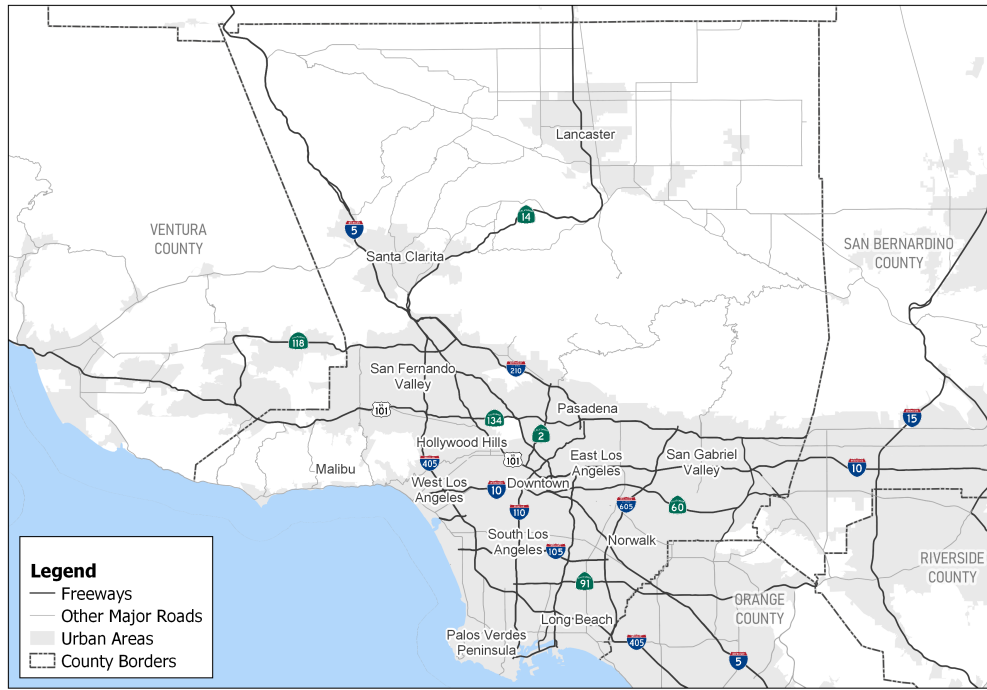 Lancaster
14
VENTURA
COUNTY
5
SAN BERNARDINO
COUNTY
Santa Clarita
118
210
San Fernando
Valley
101
134
Pasadena
15
2
Hollywood Hills
405
101
East Los
Angeles
San Gabriel
Valley
Malibu
10
West Los
Angeles
10
Downtown
110
605
60
South Los
Angeles
105
Norwalk
RIVERSIDE
COUNTY
91
ORANGE
COUNTY
Long Beach
Palos Verdes
Peninsula
405
5
Legend
Freeways
Other Major Roads
Urban Areas
County Borders